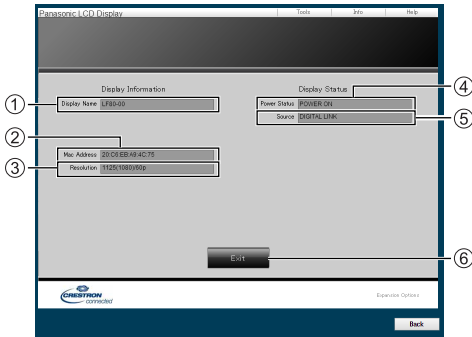 Panasonic LCD Display Tools Info Help
Display Information Display Status
④
① Display Name LF80-00 Power Status POWER ON
Source DIGITAL LINK ⑤
②
Mac Address 20:C6:EB:A9:4C:75
③ Resolution 1125(1080)/60p
Exit ⑥
CRESTRON connected Expansion Options
Back